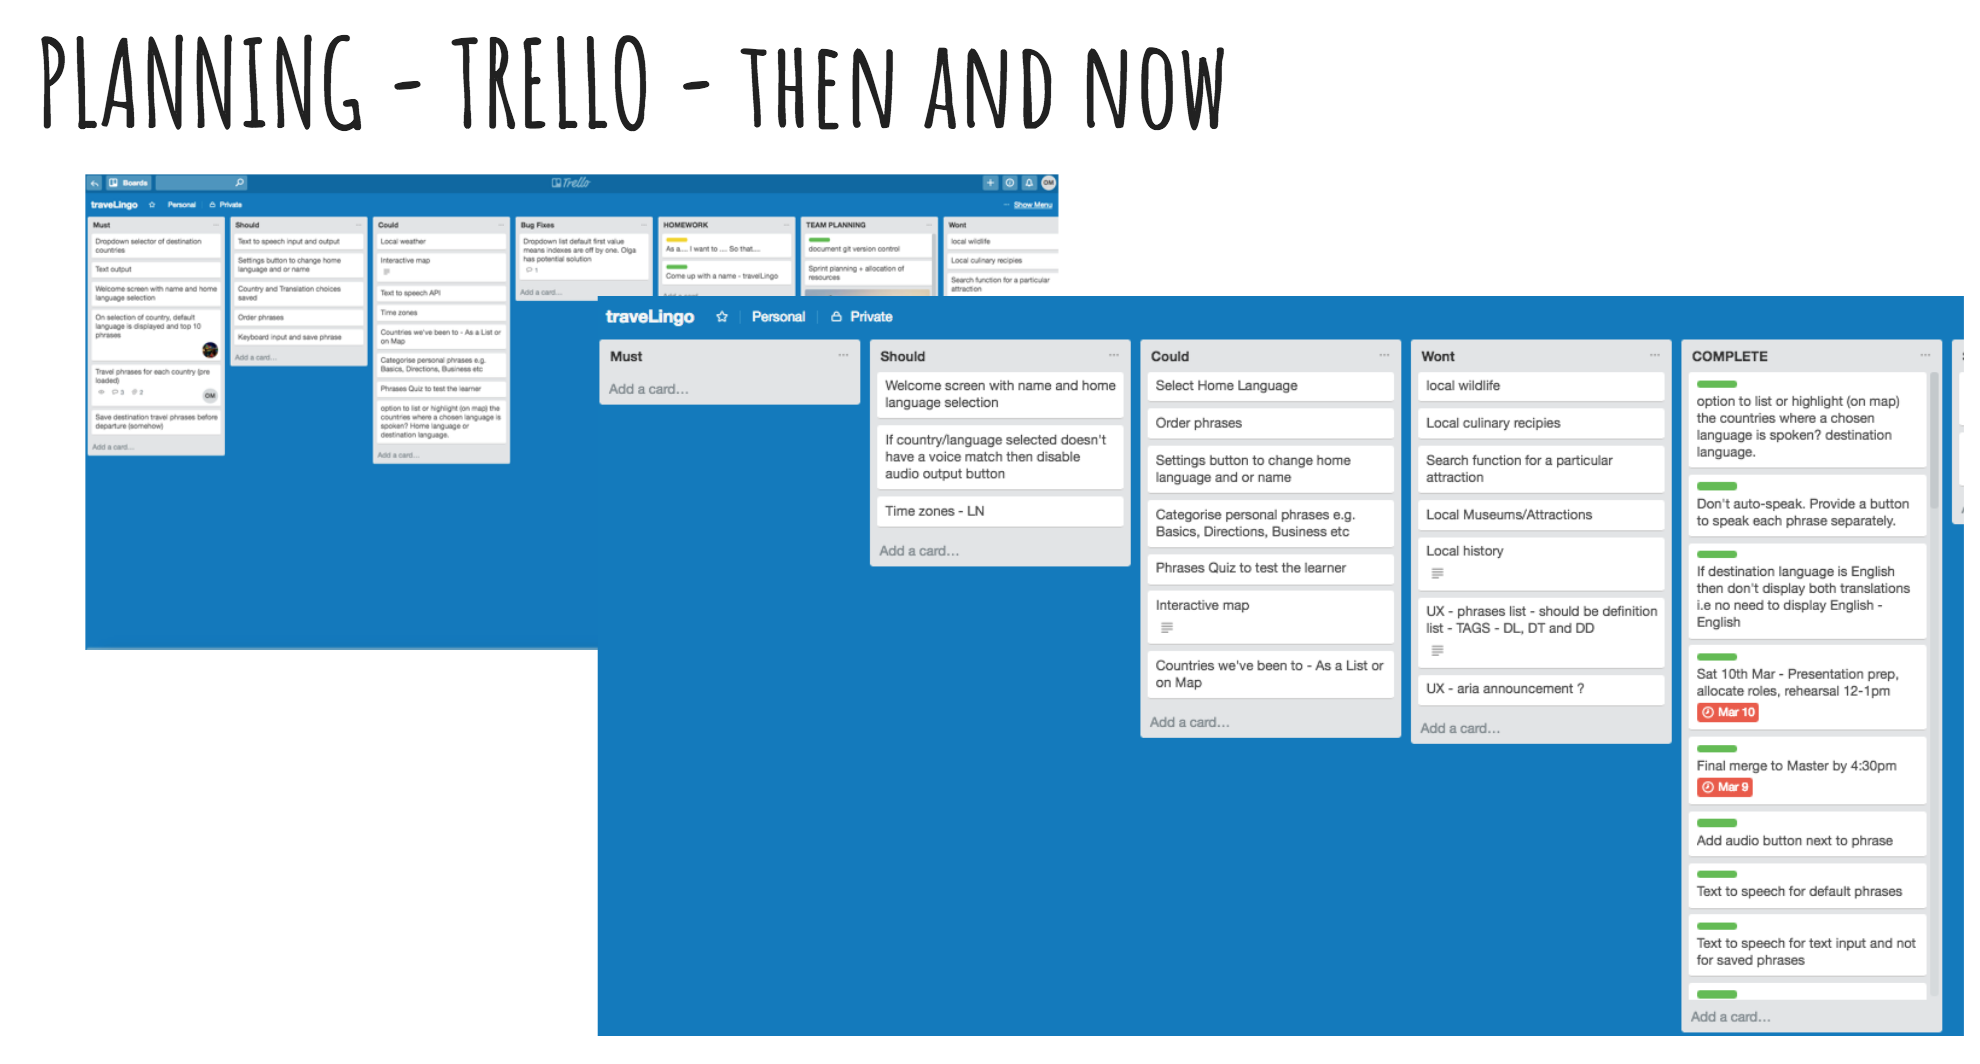 PLANNING - TRELLO - THEN AND NOW
Boards
Trello
OM
traveLingo
Personal
Private
Show Menu
Must
Dropdown selector of destination
countries
Text output
Welcome screen with name and home
language selection
On selection of country, default
language is displayed and top 10
phrases
Travel phrases for each country (pre
loaded)
3
2
OM
Save destination travel phrases before
departure (somehow)
Add a card...
Should
Text to speech input and output
Settings button to change home
language and or name
Country and Translation choices
saved
Order phrases
Keyboard input and save phrase
Add a card...
Could
Local weather
Interactive map
Text to speech API
Time zones
Countries we've been to - As a List or
on Map
Categorise personal phrases e.g.
Basics, Directions, Business etc
Phrases Quiz to test the learner
option to list or highlight (on map) the
countries where a chosen language is
spoken? Home language or
destination language.
Add a card...
Bug Fixes
Dropdown list default first value
means indexes are off by one. Olga
has potential solution
1
Add a card...
HOMEWORK
As a.... I want to .... So that....
Come up with a name - travelLingo
Add a card...
TEAM PLANNING
document git version control
Sprint planning + allocation of
resources
Wont
local wildlife
Local culinary recipies
Search function for a particular
attraction
traveLingo
Personal
Private
Must
Add a card...
Should
Welcome screen with name and home
language selection
If country/language selected doesn't
have a voice match then disable
audio output button
Time zones - LN
Add a card...
Could
Select Home Language
Order phrases
Settings button to change home
language and or name
Categorise personal phrases e.g.
Basics, Directions, Business etc
Phrases Quiz to test the learner
Interactive map
Countries we've been to - As a List or
on Map
Add a card...
Wont
local wildlife
Local culinary recipies
Search function for a particular
attraction
Local Museums/Attractions
Local history
UX - phrases list - should be definition
list - TAGS - DL, DT and DD
UX - aria announcement ?
Add a card...
COMPLETE
option to list or highlight (on map)
the countries where a chosen
language is spoken? destination
language.
Don't auto-speak. Provide a button
to speak each phrase separately.
If destination language is English
then don't display both translations
i.e no need to display English -
English
Sat 10th Mar - Presentation prep,
allocate roles, rehearsal 12-1pm
Mar 10
Final merge to Master by 4:30pm
Mar 9
Add audio button next to phrase
Text to speech for default phrases
Text to speech for text input and not
for saved phrases
Add a card...